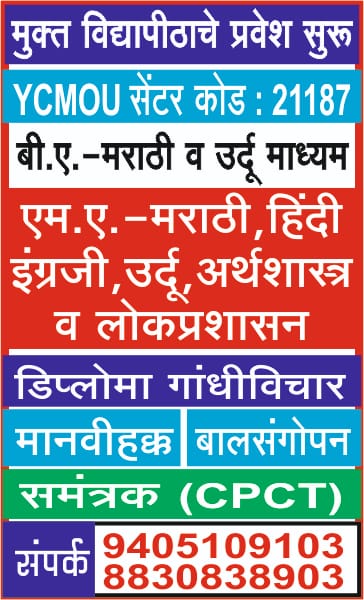 मुक्त विद्यापीठाचे प्रवेश सुरू
YCMOU सेंटर कोड : 21187
बी.ए.-मराठी व उर्दू माध्यम
एम.ए.-मराठी,हिंदी
इंग्रजी,उर्दू,अर्थशास्त्र
व लोकप्रशासन
डिप्लोमा गांधीविचार
मानवीहक्क बालसंगोपन
समंत्रक (CPCT)
संपर्क 9405109103
8830838903